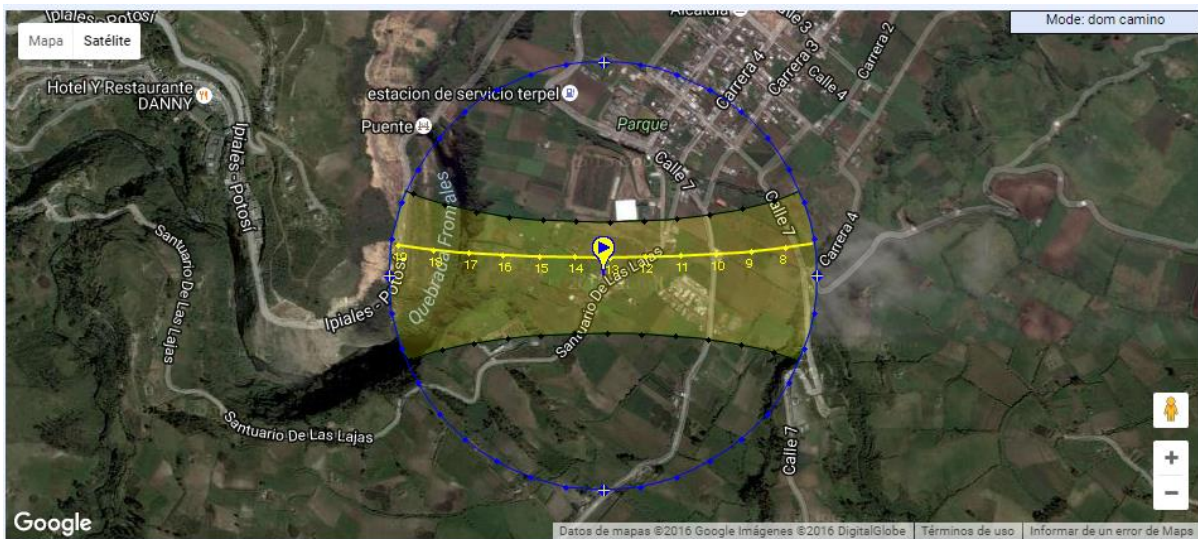 Mode: dom camino
Mapa
Satélite
Ipiales-Potosí
Alcaldía
Calle 3
Carrera 2
Carrera 4
Carrera 3
Calle 4
Hotel Y Restaurante
DANNY
estacion de servicio terpel
Puente
Parque
Calle 7
Ipiales - Potosí
Quebrada Frontales
Calle 7
Carrera 4
Santuario De Las Lajas
19 18 17 16 15 14 13 12 11 10 9 8
Ipiales - Potosí
Santuario De Las Lajas
Santuario De Las Lajas
Calle 7
Google
Datos de mapas ©2016 Google Imágenes ©2016 DigitalGlobe
Términos de uso
Informar de un error de Maps